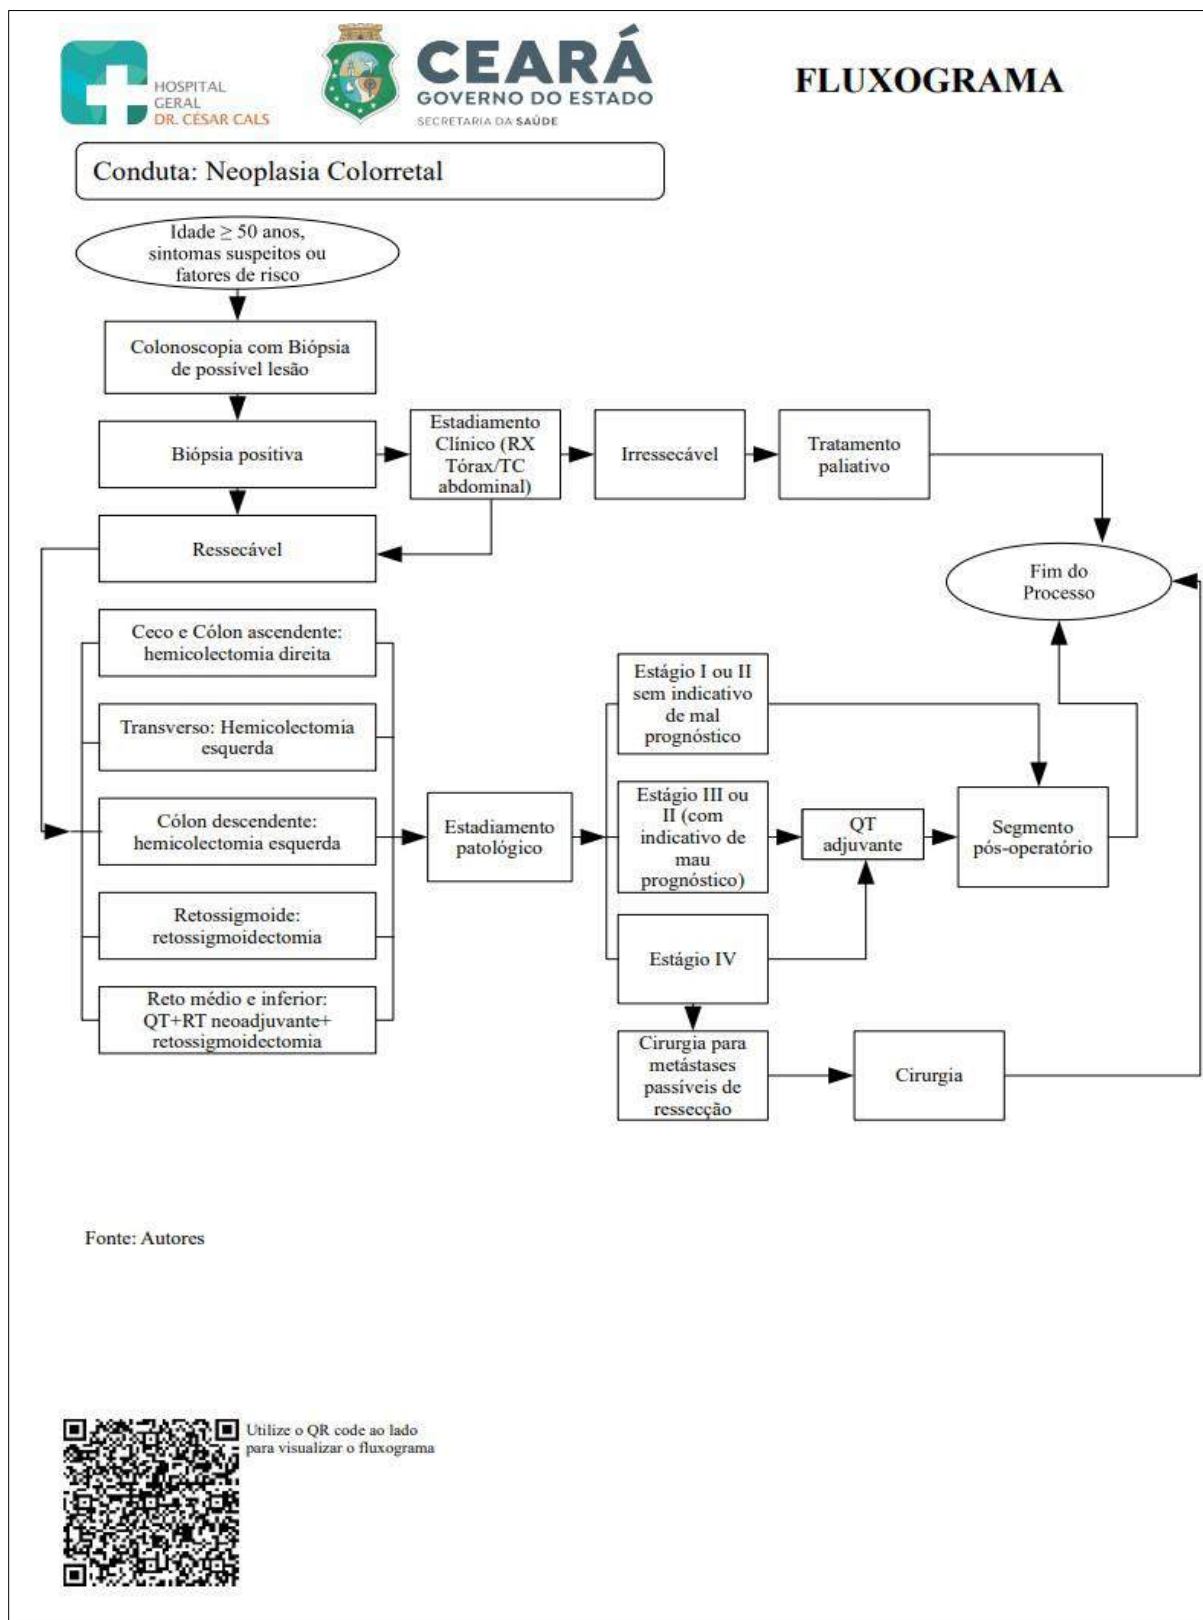 HOSPITAL
GERAL
DR. CÉSAR CALS
CEARÁ
GOVERNO DO ESTADO
SECRETARIA DA SAÚDE
FLUXOGRAMA
Conduta: Neoplasia Colorretal
Idade ≥ 50 anos,
sintomas suspeitos ou
fatores de risco
Colonoscopia com Biópsia
de possível lesão
Biópsia positiva
Estadiamento
Clínico (RX
Tórax/TC
abdominal)
Irressecável
Tratamento
paliativo
Ressecável
Fim do
Processo
Ceco e Cólon ascendente:
hemicolectomia direita
Transverso: Hemicolectomia
esquerda
Cólon descendente:
hemicolectomia esquerda
Retossigmoide:
retossigmoidectomia
Reto médio e inferior:
QT+RT neoadjuvante+
retossigmoidectomia
Estadiamento
patológico
Estágio I ou II
sem indicativo
de mal
prognóstico
Estágio III ou
II (com
indicativo de
mau
prognóstico)
Estágio IV
QT
adjuvante
Segmento
pós-operatório
Cirurgia para
metástases
passíveis de
ressecção
Cirurgia
Fonte: Autores
Utilize o QR code ao lado
para visualizar o fluxograma